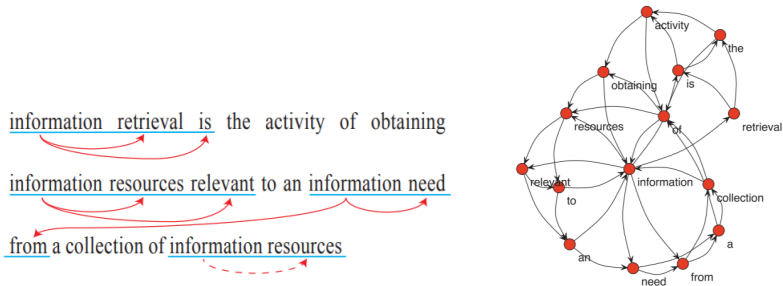 information retrieval is the activity of obtaining
information resources relevant to an information need
from a collection of information resources
activity
the
obtaining
is
resources
of
retrieval
relevant
information
to
collection
a
an
need
from